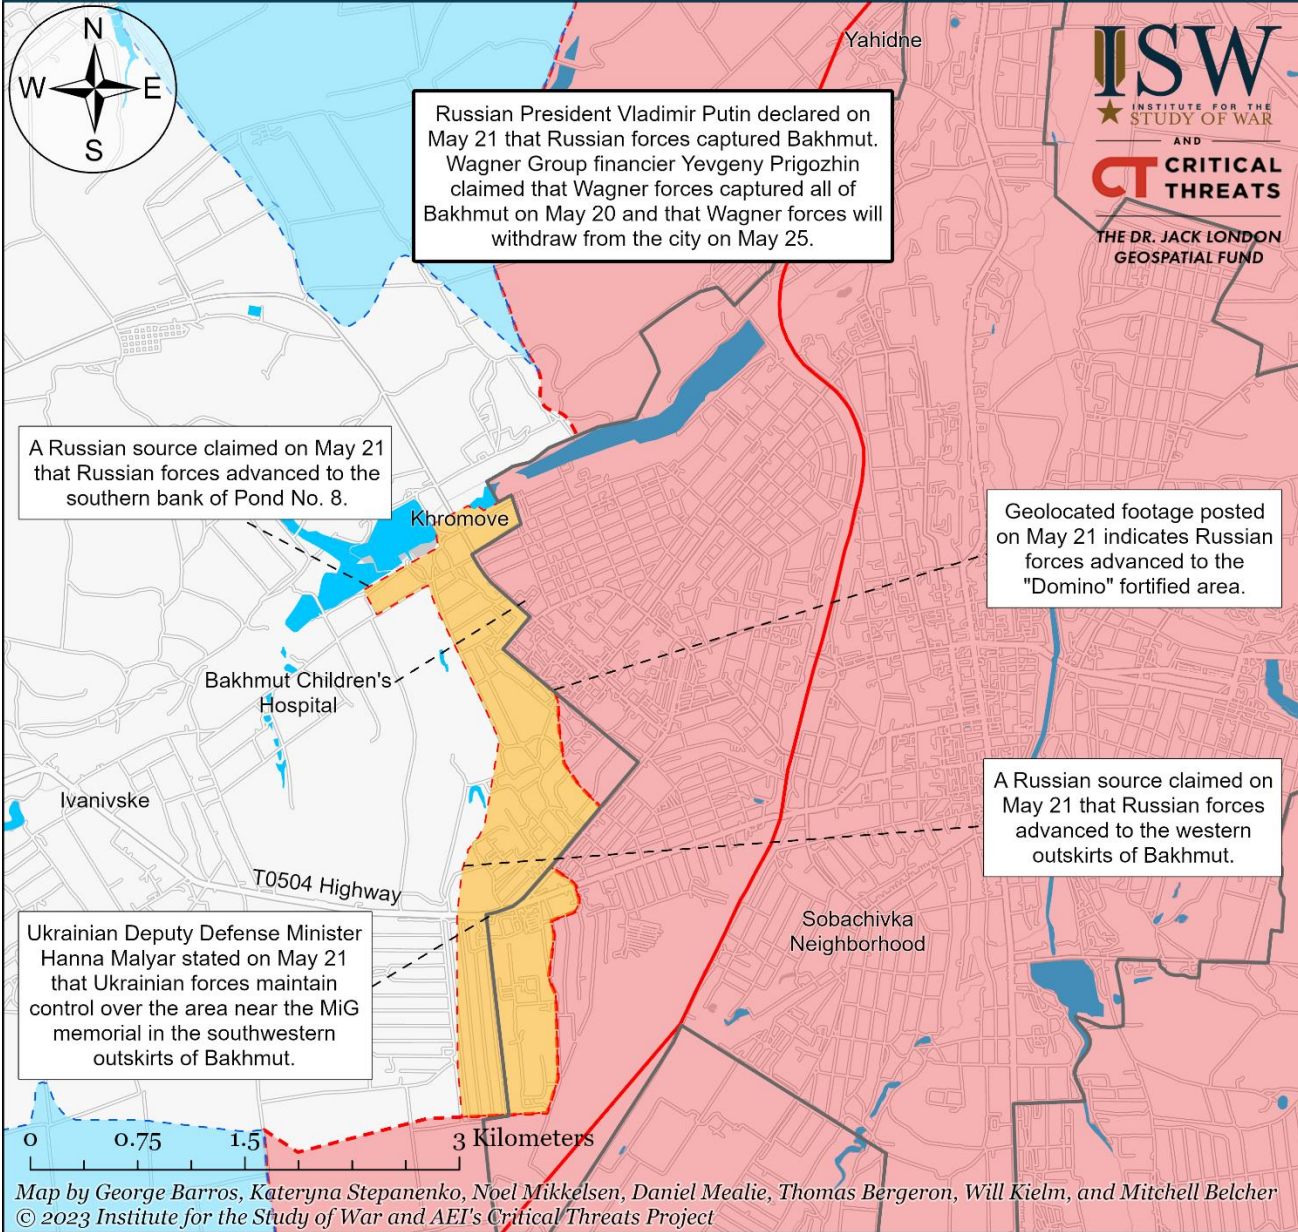 N
W
E
S
Yahidne
ISW
INSTITUTE FOR THE
STUDY OF WAR
AND
CT CRITICAL
THREATS
THE DR. JACK LONDON
GEOSPATIAL FUND
Russian President Vladimir Putin declared on
May 21 that Russian forces captured Bakhmut.
Wagner Group financier Yevgeny Prigozhin
claimed that Wagner forces captured all of
Bakhmut on May 20 and that Wagner forces will
withdraw from the city on May 25.
A Russian source claimed on May 21
that Russian forces advanced to the
southern bank of Pond No. 8.
Khromove
Geolocated footage posted
on May 21 indicates Russian
forces advanced to the
"Domino" fortified area.
Bakhmut Children's
Hospital
Ivanivske
A Russian source claimed on
May 21 that Russian forces
advanced to the western
outskirts of Bakhmut.
T0504 Highway
Sobachivka
Neighborhood
Ukrainian Deputy Defense Minister
Hanna Malyar stated on May 21
that Ukrainian forces maintain
control over the area near the MiG
memorial in the southwestern
outskirts of Bakhmut.
0 0.75 1.5 3 Kilometers
Map by George Barros, Kateryna Stepanenko, Noel Mikkelsen, Daniel Mealie, Thomas Bergeron, Will Kielm, and Mitchell Belcher
© 2023 Institute for the Study of War and AEI's Critical Threats Project